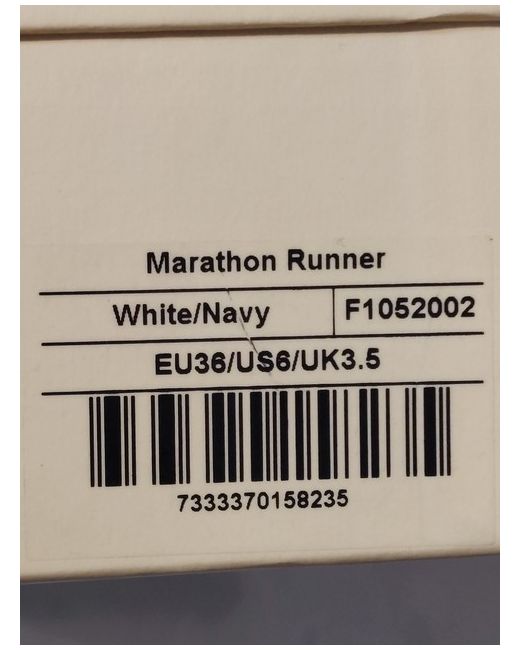 Marathon Runner
White/Navy F1052002
EU36/US6/UK3.5
7333370158235